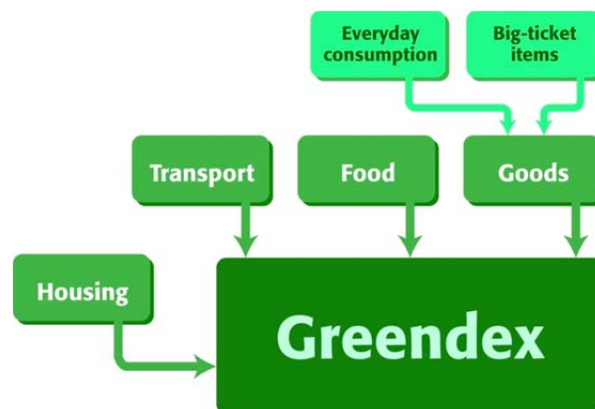 Everyday
consumption
Big-ticket
items
Transport
Food
Goods
Housing
Greendex